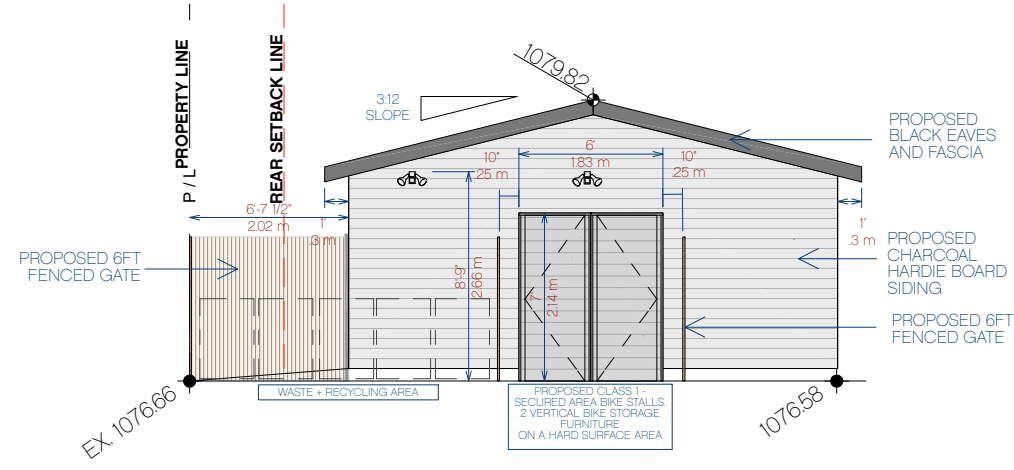 1079.82
P / L PROPERTY LINE
REAR SETBACK LINE
3:12
SLOPE
PROPOSED
BLACK EAVES
AND FASCIA
6'
1.83 m
10"
.25 m
10"
.25 m
6'-7 1/2"
2.02 m
1'
.3 m
1'
.3 m
8'-9"
2.66 m
7'
2.14 m
PROPOSED 6FT
FENCED GATE
PROPOSED
CHARCOAL
HARDIE BOARD
SIDING
PROPOSED 6FT
FENCED GATE
WASTE + RECYCLING AREA
PROPOSED CLASS 1 -
SECURED AREA BIKE STALLS.
2 VERTICAL BIKE STORAGE
FURNITURE
ON A HARD SURFACE AREA
EX. 1076.66
1076.58